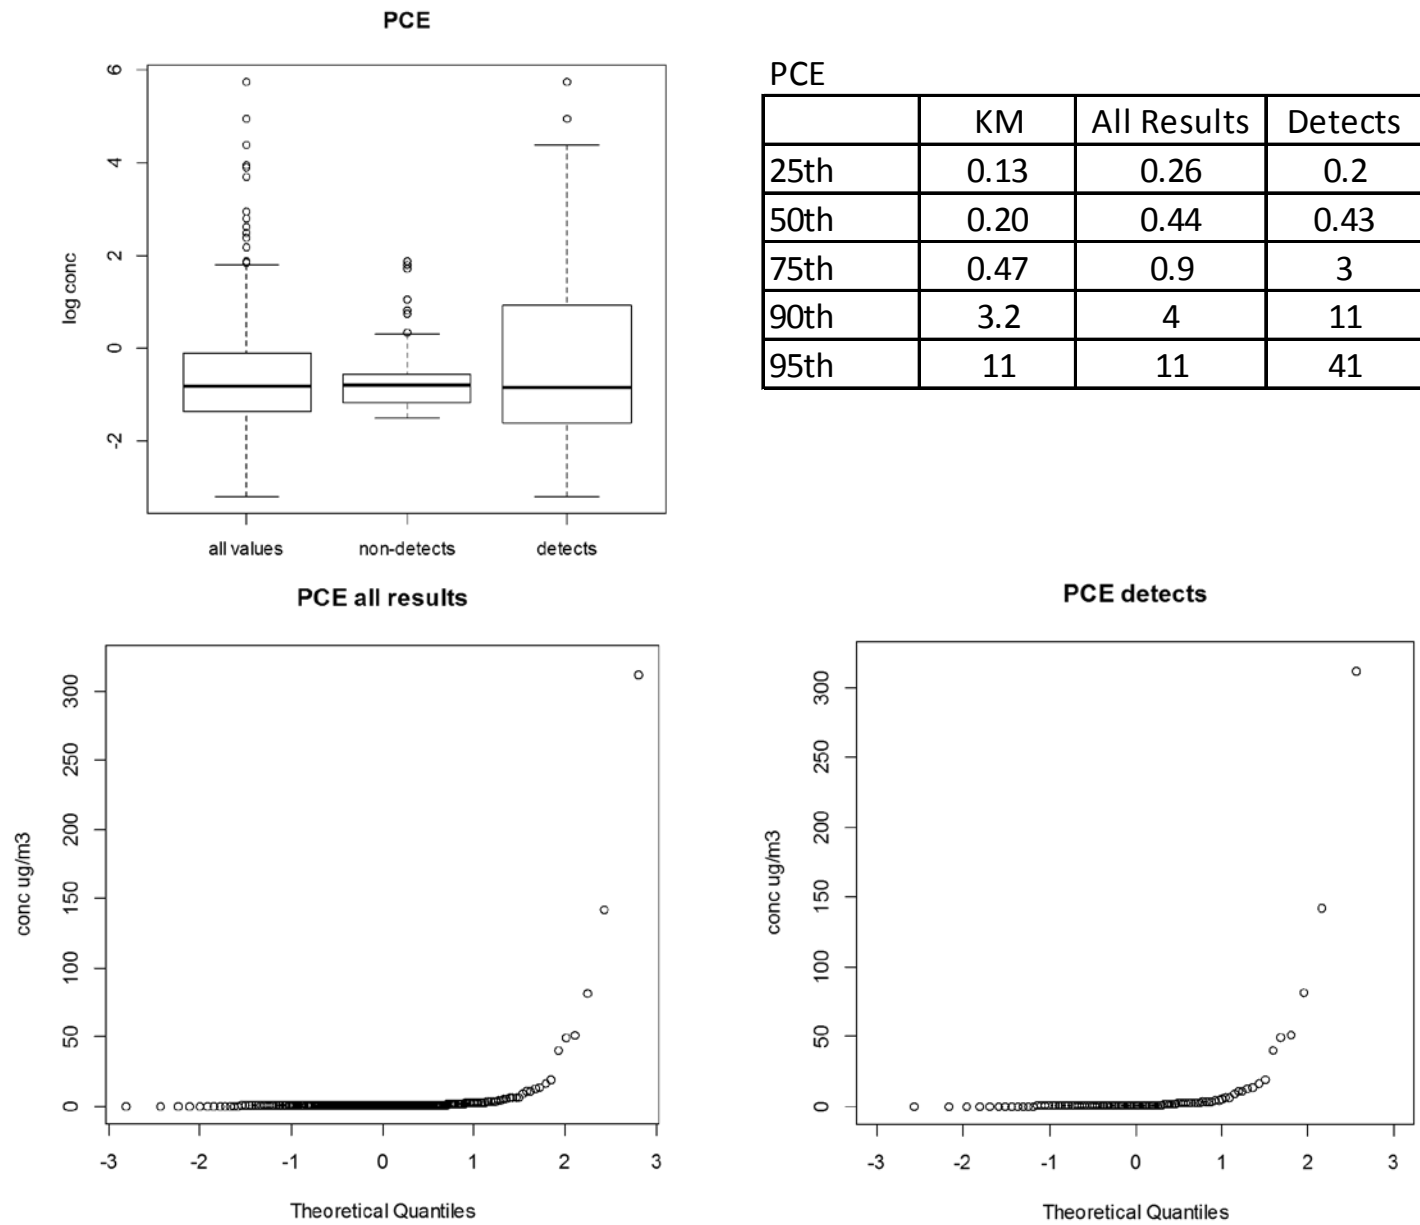 PCE
6
4
2
0
-2
log conc
all values non-detects detects
PCE
KM All Results Detects
25th 0.13 0.26 0.2
50th 0.20 0.44 0.43
75th 0.47 0.9 3
90th 3.2 4 11
95th 11 11 41
PCE all results
300
250
200
150
100
50
0
conc ug/m3
-3 -2 -1 0 1 2 3
Theoretical Quantiles
PCE detects
300
250
200
150
100
50
0
conc ug/m3
-3 -2 -1 0 1 2 3
Theoretical Quantiles